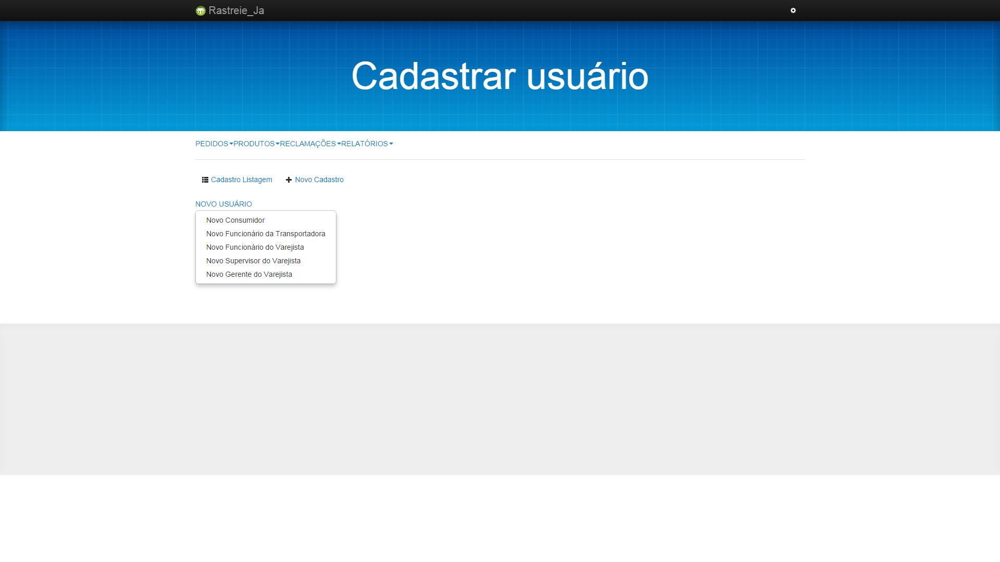 Rastreie_Ja
Cadastrar usuário
PEDIDOS PRODUTOS RECLAMAÇÕES RELATÓRIOS
Cadastro Listagem Novo Cadastro
NOVO USUÁRIO
Novo Consumidor
Novo Funcionário da Transportadora
Novo Funcionário do Varejista
Novo Supervisor do Varejista
Novo Gerente do Varejista